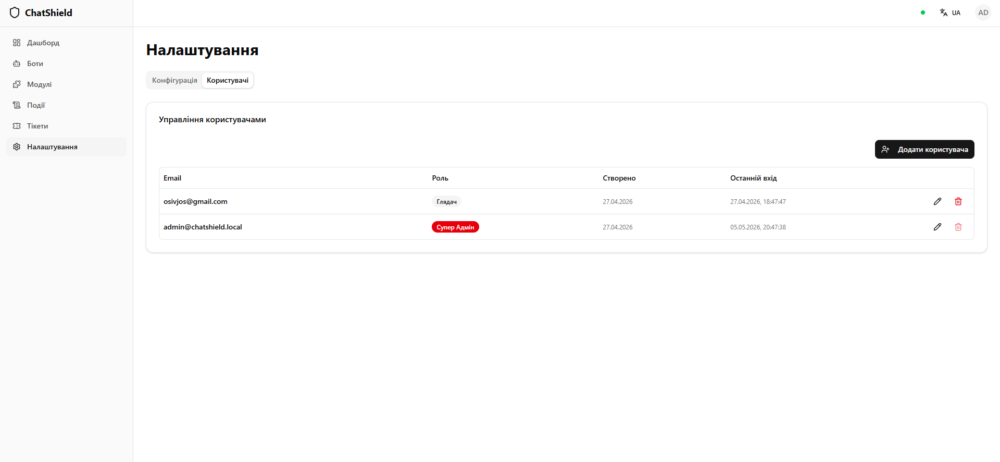 ChatShield
UA
AD
Дашборд
Боти
Модулі
Події
Тікети
Налаштування
Налаштування
Конфігурація
Користувачі
Управління користувачами
Додати користувача
Email Роль Створено Останній вхід
osivjos@gmail.com Глядач 27.04.2026 27.04.2026, 18:47:47
admin@chatshield.local Супер Адмін 27.04.2026 05.05.2026, 20:47:38